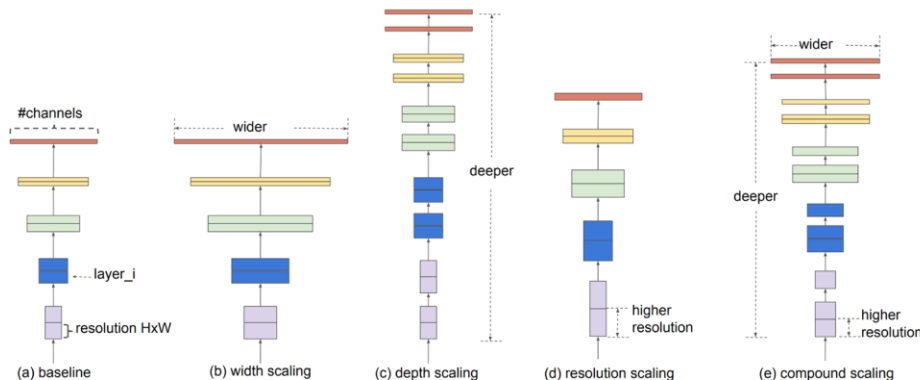 #channels
layer_i
resolution HxW
(a) baseline
wider
(b) width scaling
deeper
(c) depth scaling
higher
resolution
(d) resolution scaling
wider
deeper
higher
resolution
(e) compound scaling